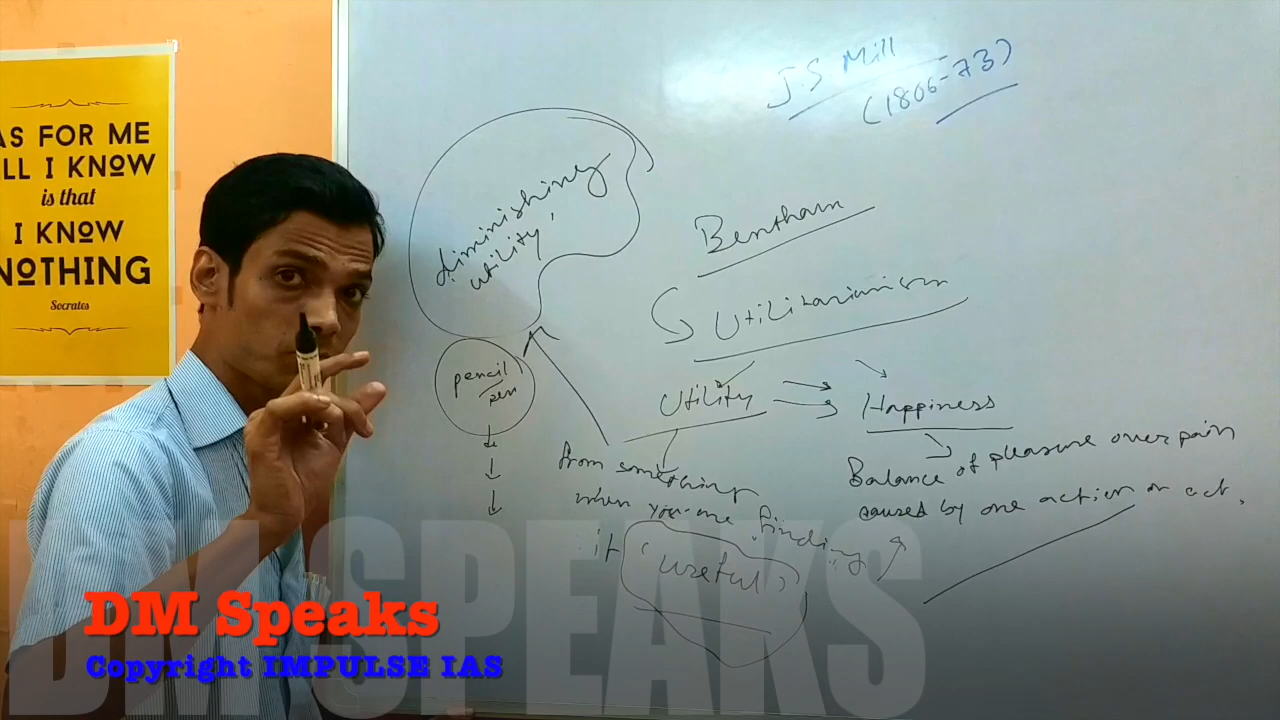 AS FOR ME
ALL I KNOW
is that
I KNOW
NOTHING
Socrates
J.S Mill
(1806-73)
diminishing
utility,
Bentham
Utilitarianism
pencil
pen
Utility
Happiness
from something
when you are finding
it 'useful'
Balance of pleasure over pain
caused by one action or act.
DM SPEAKS
DM Speaks
Copyright IMPULSE IAS